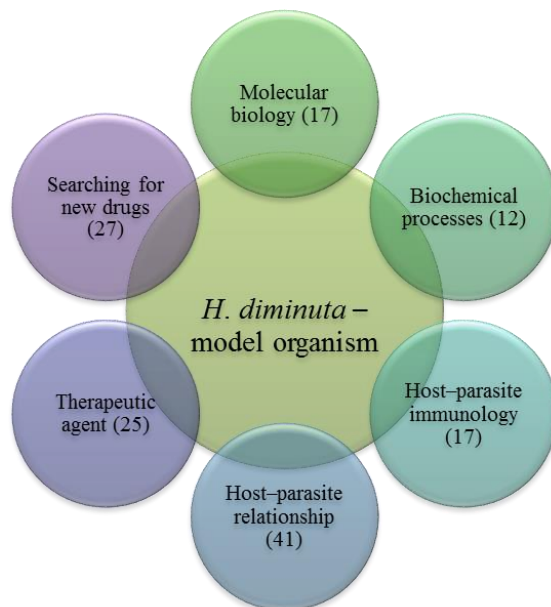 Molecular
biology (17)
Biochemical
processes (12)
Host–parasite
immunology
(17)
Host–parasite
relationship
(41)
Therapeutic
agent (25)
Searching for
new drugs
(27)
H. diminuta –
model organism